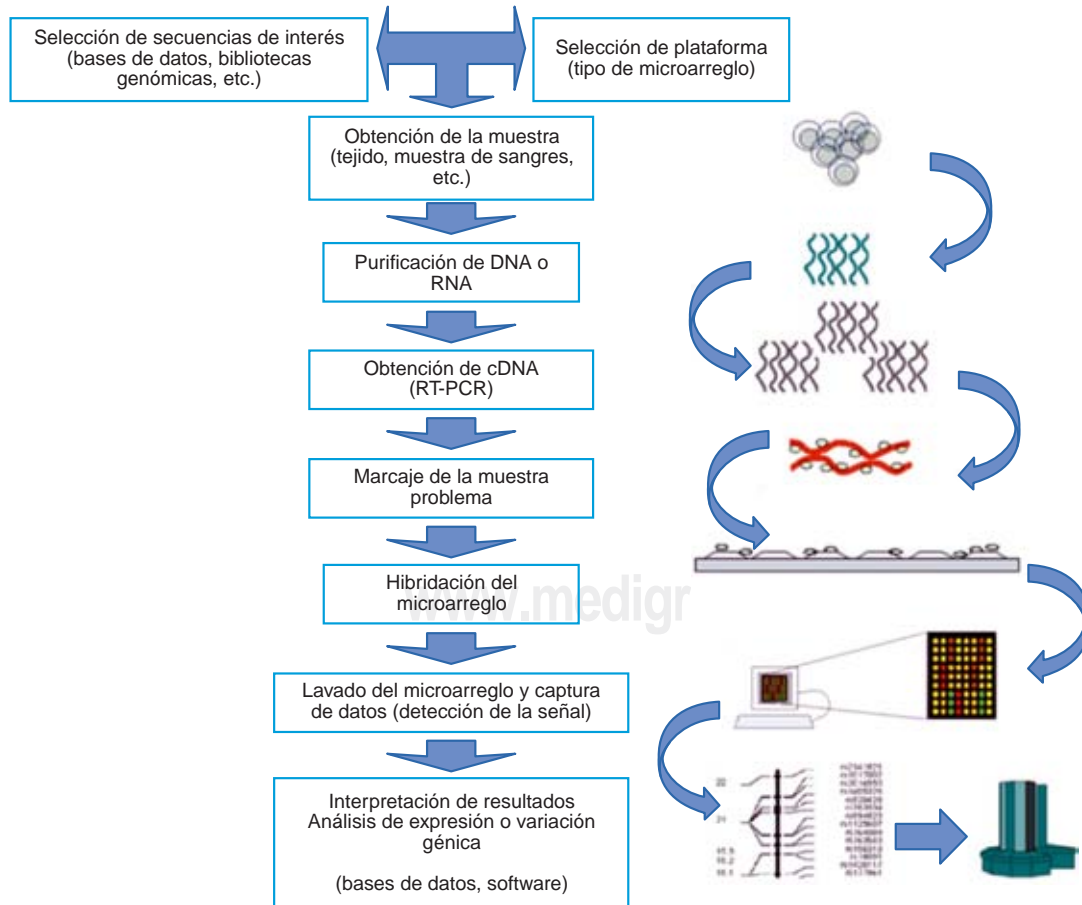 Selección de secuencias de interés
(bases de datos, bibliotecas
genómicas, etc.)
Selección de plataforma
(tipo de microarreglo)
Obtención de la muestra
(tejido, muestra de sangres,
etc.)
Purificación de DNA o
RNA
Obtención de cDNA
(RT-PCR)
Marcaje de la muestra
problema
Hibridación del
microarreglo
www.medigr
Lavado del microarreglo y captura
de datos (detección de la señal)
Interpretación de resultados
Análisis de expresión o variación
génica
(bases de datos, software)
22
21